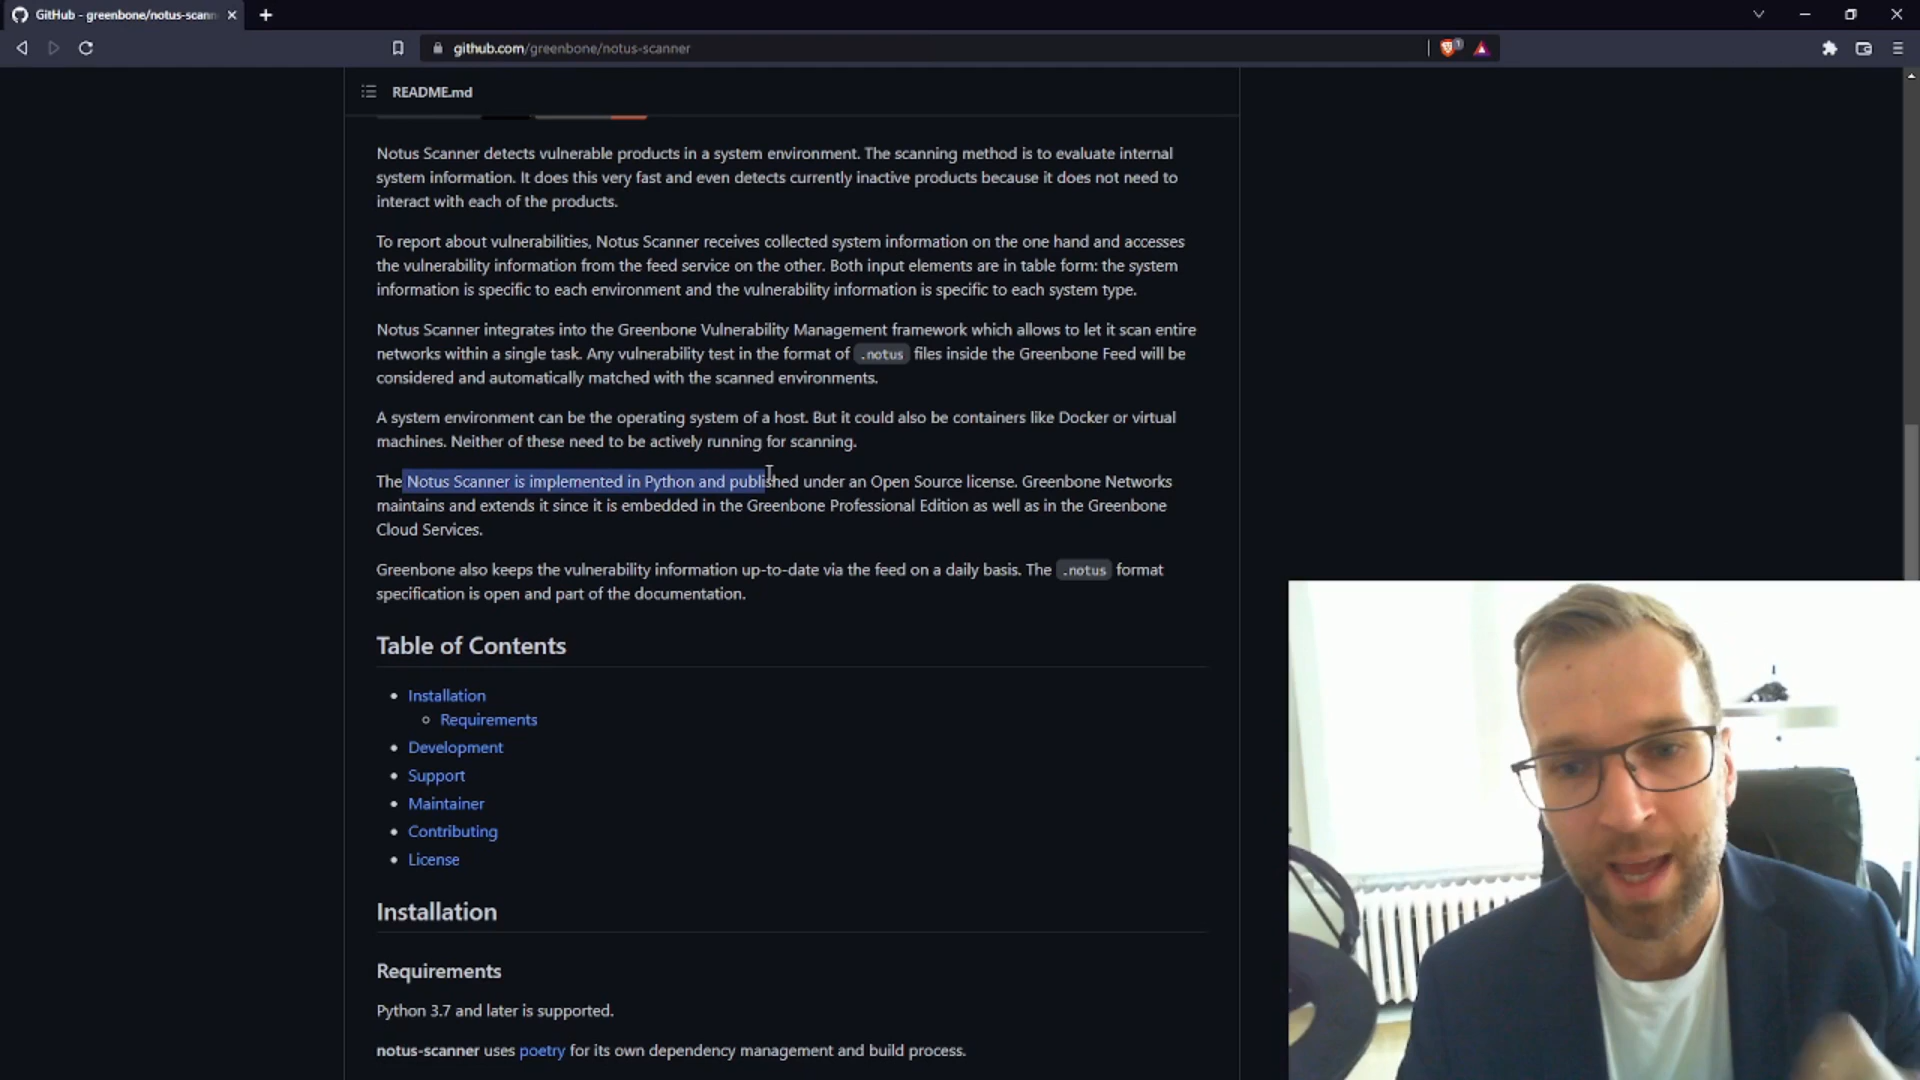 GitHub - greenbone/notus-scann
github.com/greenbone/notus-scanner
1
README.md
Notus Scanner detects vulnerable products in a system environment. The scanning method is to evaluate internal
system information. It does this very fast and even detects currently inactive products because it does not need to
interact with each of the products.
To report about vulnerabilities, Notus Scanner receives collected system information on the one hand and accesses
the vulnerability information from the feed service on the other. Both input elements are in table form: the system
information is specific to each environment and the vulnerability information is specific to each system type.
Notus Scanner integrates into the Greenbone Vulnerability Management framework which allows to let it scan entire
networks within a single task. Any vulnerability test in the format of .notus files inside the Greenbone Feed will be
considered and automatically matched with the scanned environments.
A system environment can be the operating system of a host. But it could also be containers like Docker or virtual
machines. Neither of these need to be actively running for scanning.
The Notus Scanner is implemented in Python and published under an Open Source license. Greenbone Networks
maintains and extends it since it is embedded in the Greenbone Professional Edition as well as in the Greenbone
Cloud Services.
Greenbone also keeps the vulnerability information up-to-date via the feed on a daily basis. The .notus format
specification is open and part of the documentation.
Table of Contents
Installation
Requirements
Development
Support
Maintainer
Contributing
License
Installation
Requirements
Python 3.7 and later is supported.
notus-scanner uses poetry for its own dependency management and build process.